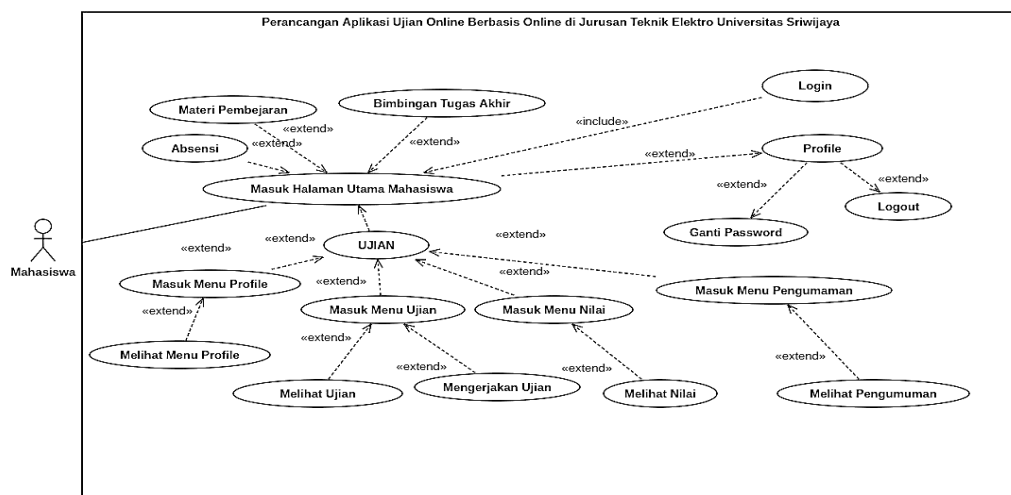 Perancangan Aplikasi Ujian Online Berbasis Online di Jurusan Teknik Elektro Universitas Sriwijaya
Login
Bimbingan Tugas Akhir
Materi Pembejaran
«include»
«extend»
«extend»
«extend»
Absensi
Profile
«extend»
«extend»
«extend»
Masuk Halaman Utama Mahasiswa
Logout
Ganti Password
«extend»
«extend»
UJIAN
«extend»
Mahasiswa
«extend»
«extend»
Masuk Menu Profile
Masuk Menu Pengumaman
«extend»
Masuk Menu Ujian
Masuk Menu Nilai
Melihat Menu Profile
«extend»
«extend»
«extend»
«extend»
Melihat Ujian
Mengerjakan Ujian
Melihat Nilai
Melihat Pengumuman